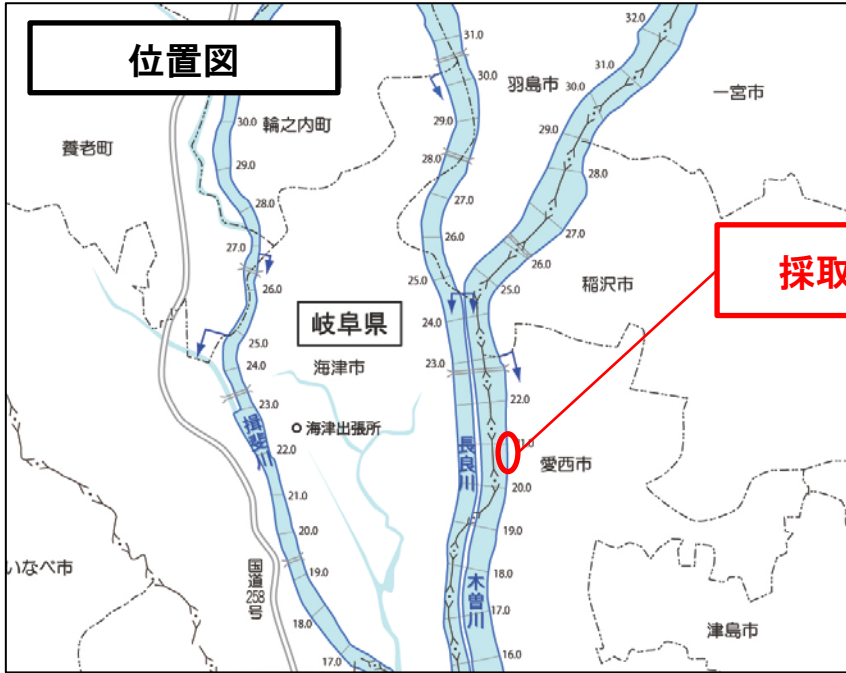 位置図
養老町
輪之内町
羽島市
一宮市
稲沢市
採取
岐阜県
海津市
海津出張所
愛西市
津島市
いなべ市
国道258号
揖斐川
長良川
木曽川
30.0
29.0
28.0
27.0
26.0
25.0
24.0
23.0
22.0
21.0
20.0
19.0
18.0
17.0
31.0
30.0
29.0
28.0
27.0
26.0
25.0
24.0
23.0
32.0
31.0
30.0
29.0
28.0
27.0
26.0
25.0
22.0
20.0
19.0
18.0
17.0
16.0